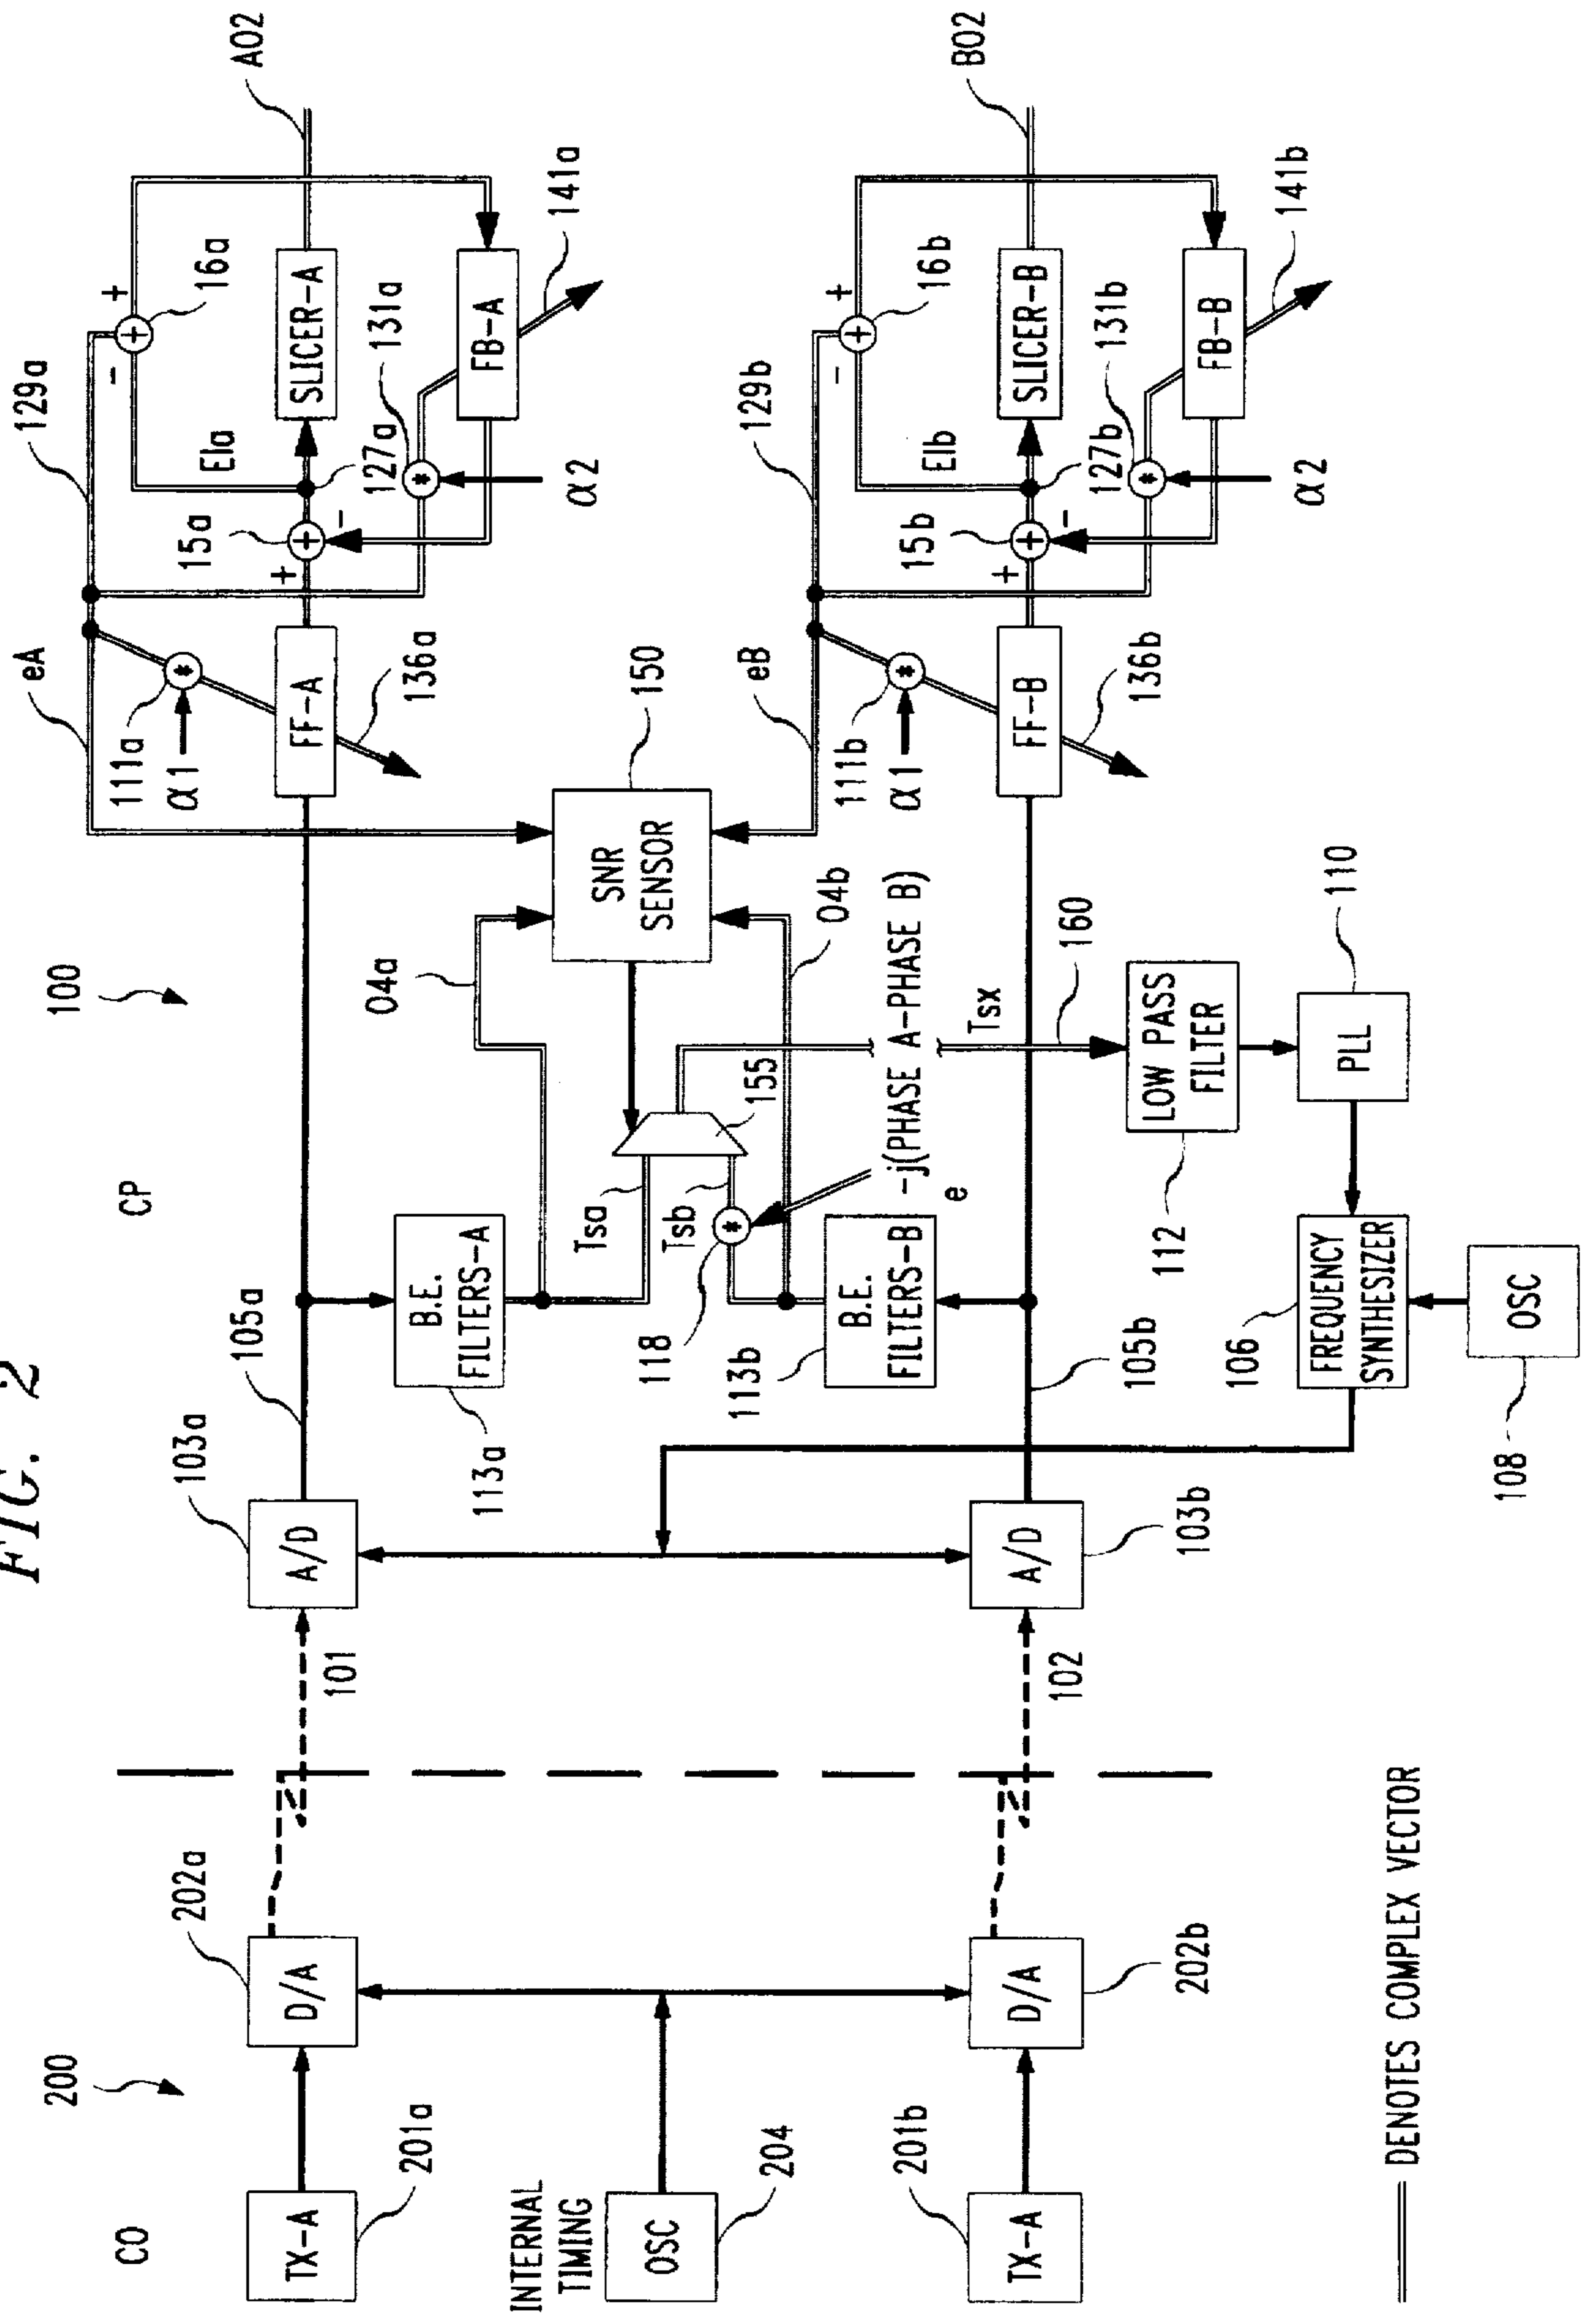 FIG. 2
200
100
CO
CP
TX-A
201a
D/A
202a
INTERNAL
TIMING
OSC
204
TX-A
201b
D/A
202b
101
102
A/D
103a
105a
A/D
103b
105b
B.E.
FILTERS-A
113a
B.E.
FILTERS-B
113b
118
Tsa
Tsb
155
O4a
O4b
SNR
SENSOR
150
-j(PHASE A-PHASE B)
e
Tsx
160
LOW PASS
FILTER
112
PLL
110
FREQUENCY
SYNTHESIZER
106
OSC
108
eA
129a
111a
α1
FF-A
136a
+
15a
+
-
EIa
127a
*
131a
α2
-
+
+
16a
SLICER-A
FB-A
141a
AO2
eB
129b
111b
α1
FF-B
136b
+
15b
+
-
EIb
127b
*
131b
α2
-
+
+
16b
SLICER-B
FB-B
141b
BO2
*
*
*
DENOTES COMPLEX VECTOR